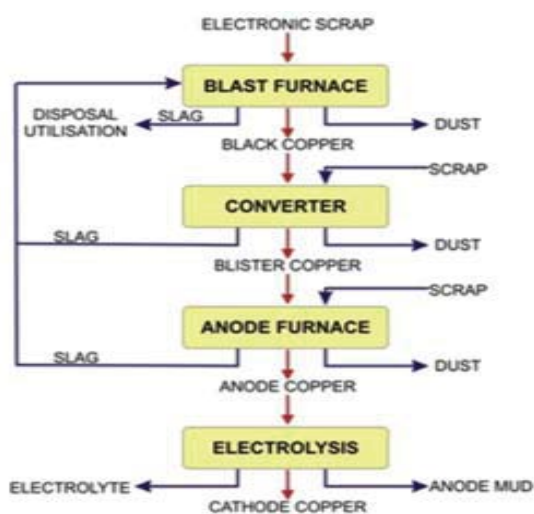 ELECTRONIC SCRAP
BLAST FURNACE
DISPOSAL
UTILISATION
SLAG
DUST
BLACK COPPER
SCRAP
CONVERTER
SLAG
DUST
BLISTER COPPER
SCRAP
ANODE FURNACE
SLAG
DUST
ANODE COPPER
ELECTROLYSIS
ELECTROLYTE
ANODE MUD
CATHODE COPPER